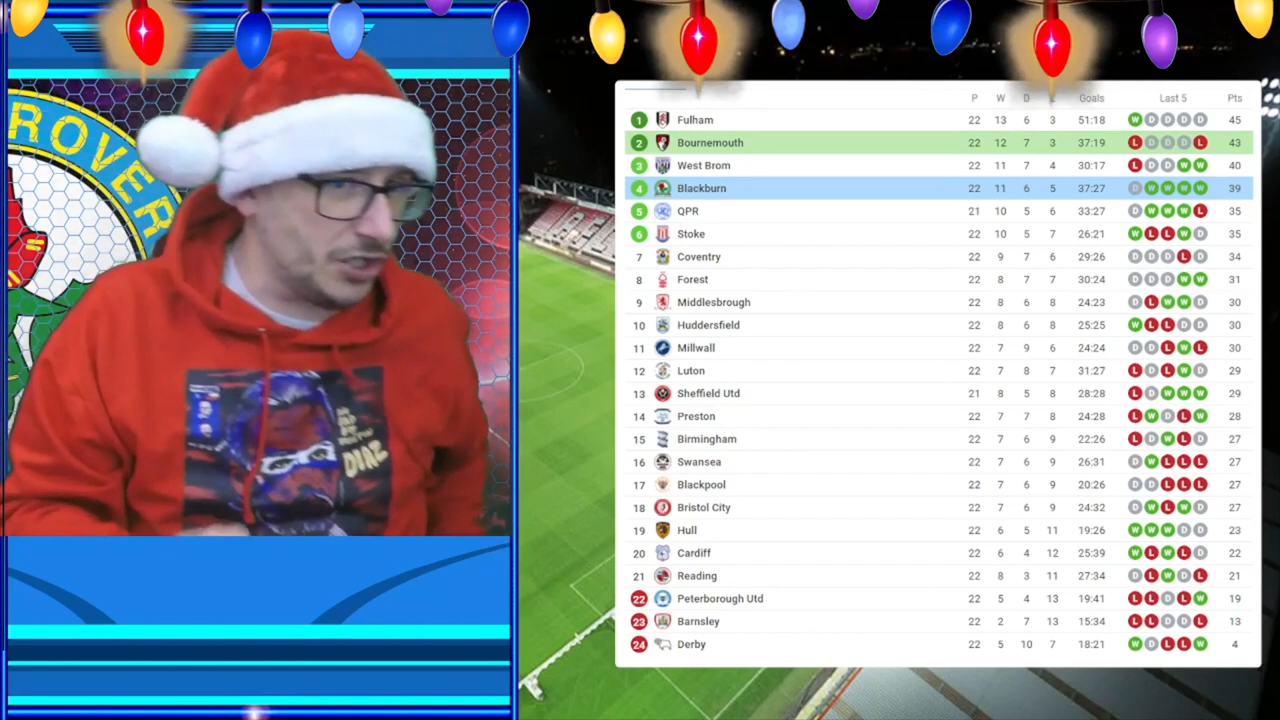 ROVER
DIAZ
P W D L Goals Last 5 Pts
1 Fulham 22 13 6 3 51:18 W D D D D 45
2 Bournemouth 22 12 7 3 37:19 L D D D L 43
3 West Brom 22 11 7 4 30:17 L D D W W 40
4 Blackburn 22 11 6 5 37:27 D W W W W 39
5 QPR 21 10 5 6 33:27 D W W W L 35
6 Stoke 22 10 5 7 26:21 W L L W D 35
7 Coventry 22 9 7 6 29:26 D D D L D 34
8 Forest 22 8 7 7 30:24 D D D W W 31
9 Middlesbrough 22 8 6 8 24:23 D L W W D 30
10 Huddersfield 22 8 6 8 25:25 W L L D D 30
11 Millwall 22 7 9 6 24:24 D D L W L 30
12 Luton 22 7 8 7 31:27 L D L W D 29
13 Sheffield Utd 21 8 5 8 28:28 L D W W W 29
14 Preston 22 7 7 8 24:28 L W D L W 28
15 Birmingham 22 7 6 9 22:26 L D W L D 27
16 Swansea 22 7 6 9 26:31 D W L L L 27
17 Blackpool 22 7 6 9 20:26 D D L L L 27
18 Bristol City 22 7 6 9 24:32 D W L W D 27
19 Hull 22 6 5 11 19:26 W W W D D 23
20 Cardiff 22 6 4 12 25:39 W L W L D 22
21 Reading 22 8 3 11 27:34 D L W D L 21
22 Peterborough Utd 22 5 4 13 19:41 L L D L W 19
23 Barnsley 22 2 7 13 15:34 L L D D L 13
24 Derby 22 5 10 7 18:21 W D L L W 4